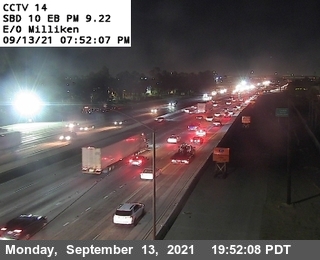 CCTV 14
SBD 10 EB PM 9.22
E/O Milliken
09/13/21 07:52:07 PM
Monday, September 13, 2021 19:52:08 PDT